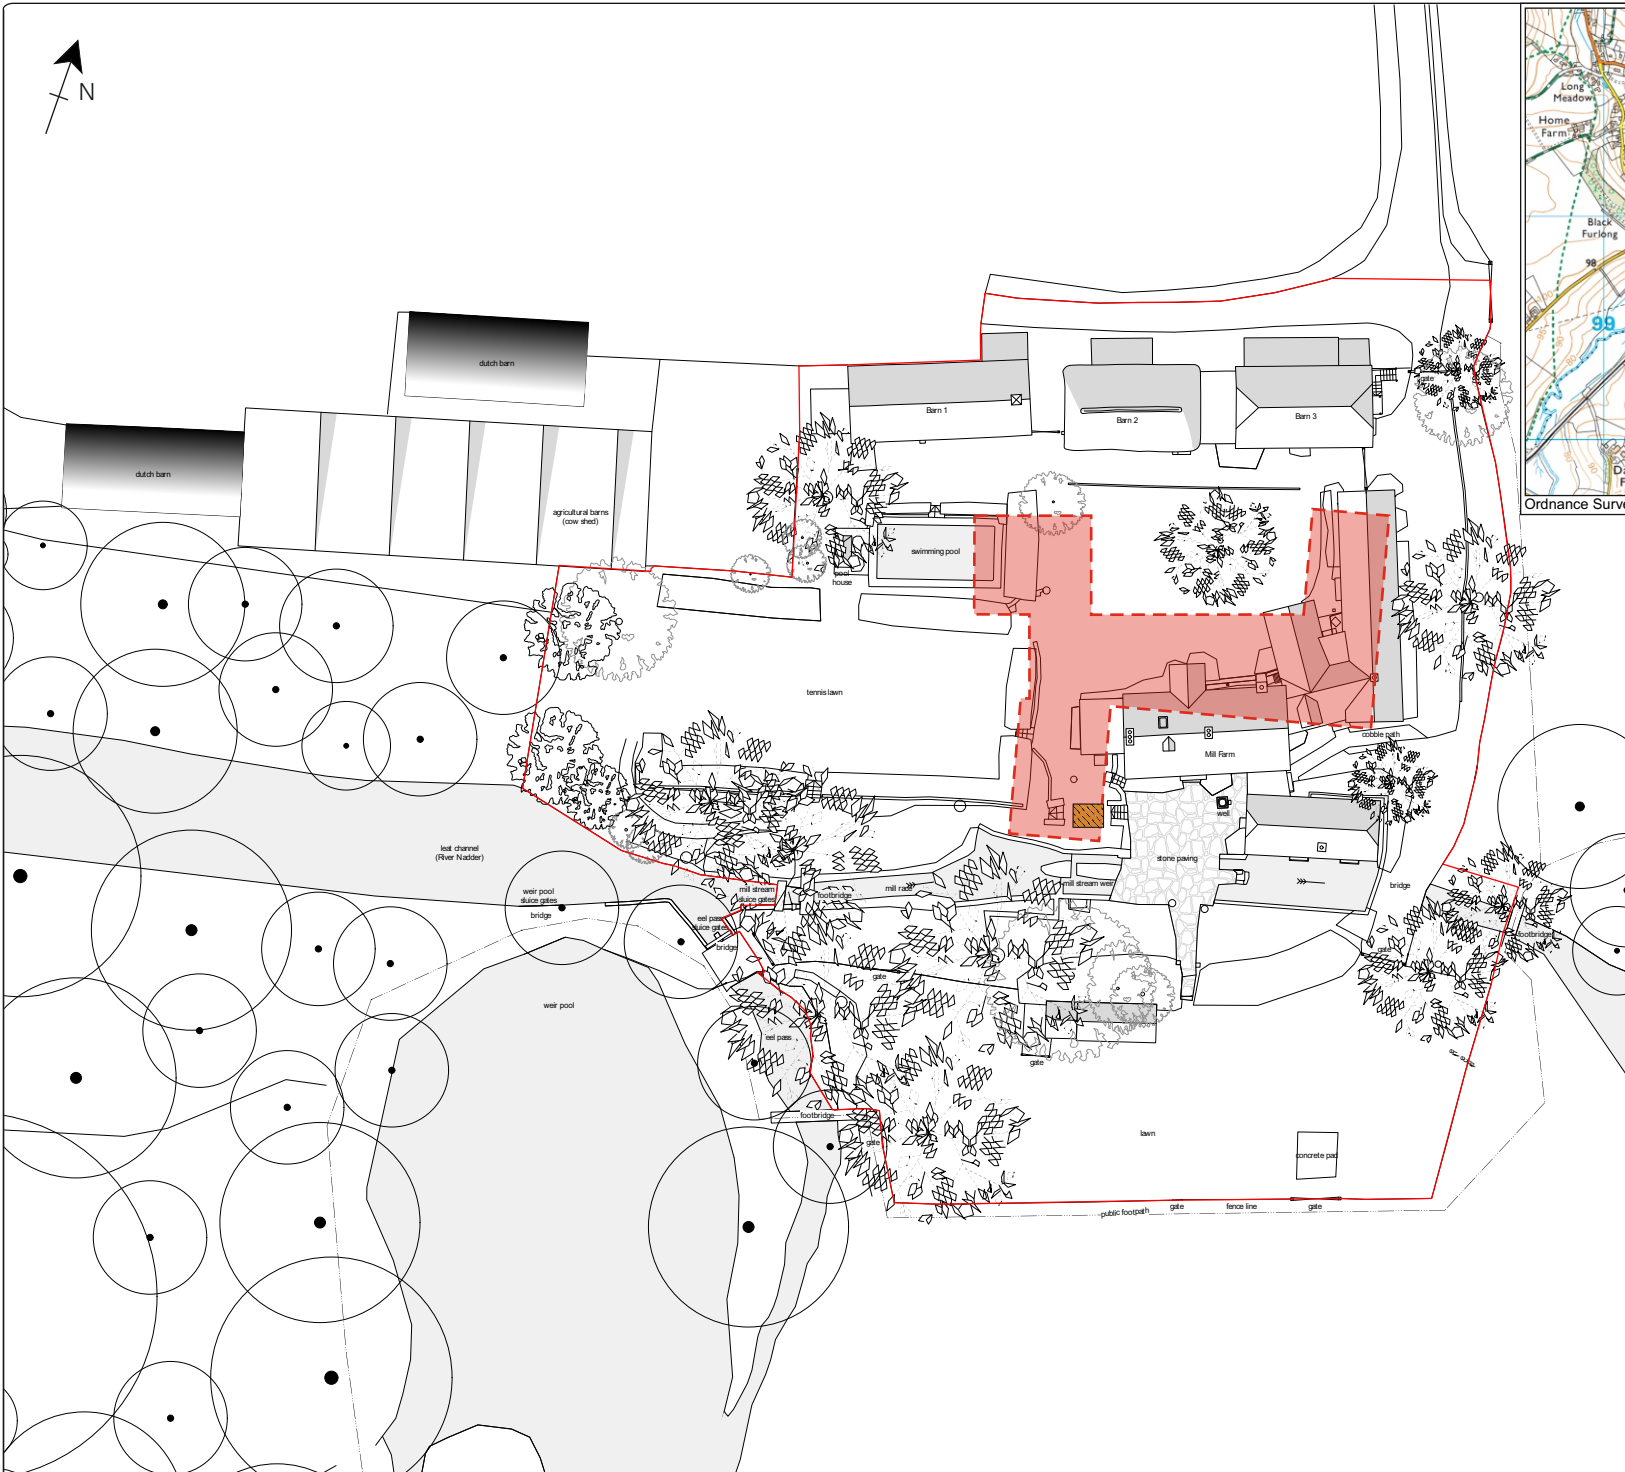 N
Long
Meadow
Home
Farm
Black
Furlong
98
99
Ordnance Surve
dutch barn
dutch barn
agricultural barns
(cow shed)
Barn 1
Barn 2
Barn 3
gate
swimming pool
pool
house
tennis lawn
cobble path
Mill Farm
well
stone paving
leat channel
(River Nadder)
weir pool
sluice gates
bridge
mill stream
sluice gates
footbridge
mill race
mill stream weir
bridge
eel pass
sluice gates
bridge
gate
gate
footbridge
weir pool
eel pass
gate
footbridge
gate
lawn
concrete pad
public footpath
gate
fence line
gate